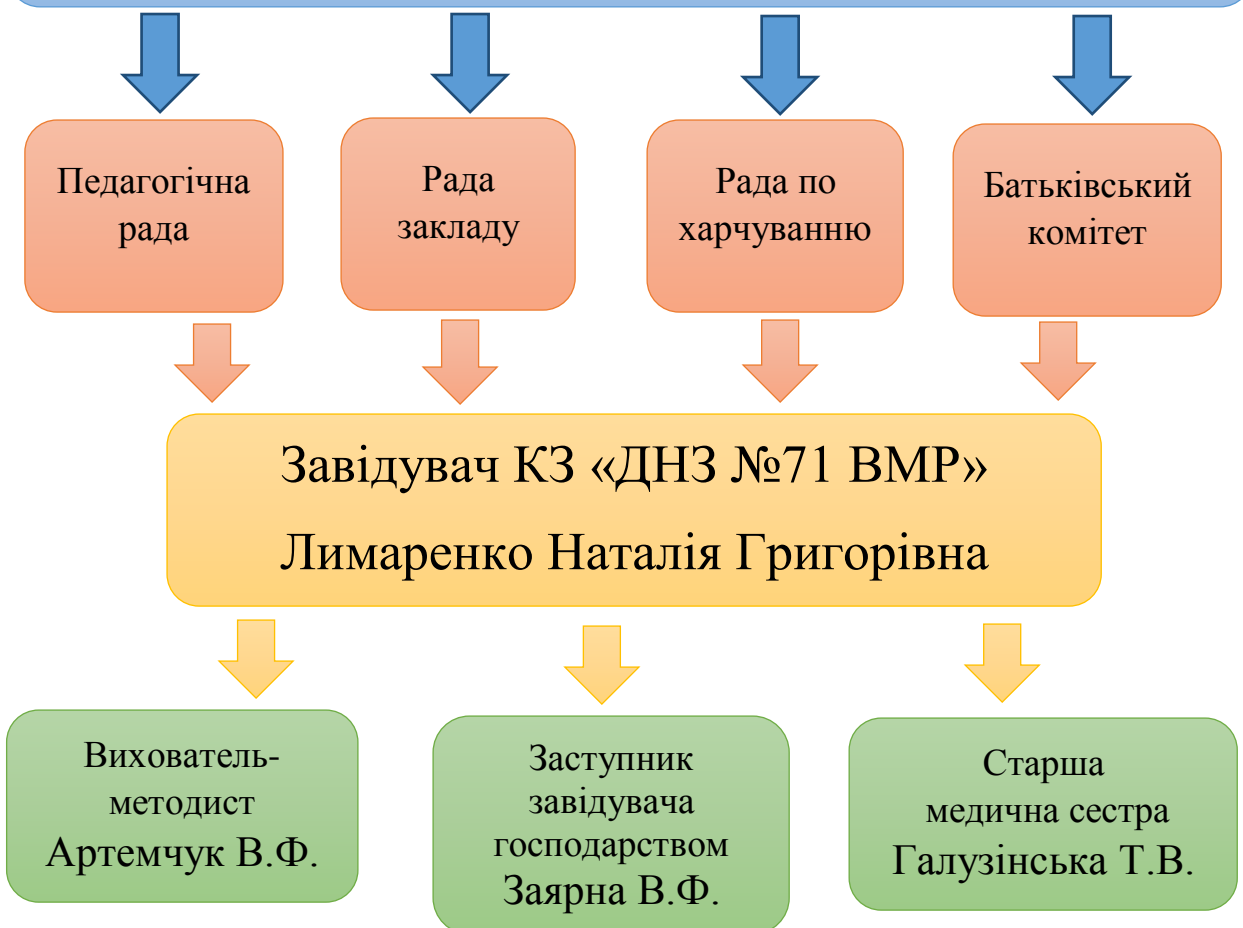 Педагогічна
рада
Рада
закладу
Рада по
харчуванню
Батьківський
комітет
Завідувач КЗ «ДНЗ №71 ВМР»
Лимаренко Наталія Григорівна
Вихователь-
методист
Артемчук В.Ф.
Заступник
завідувача
господарством
Заярна В.Ф.
Старша
медична сестра
Галузінська Т.В.